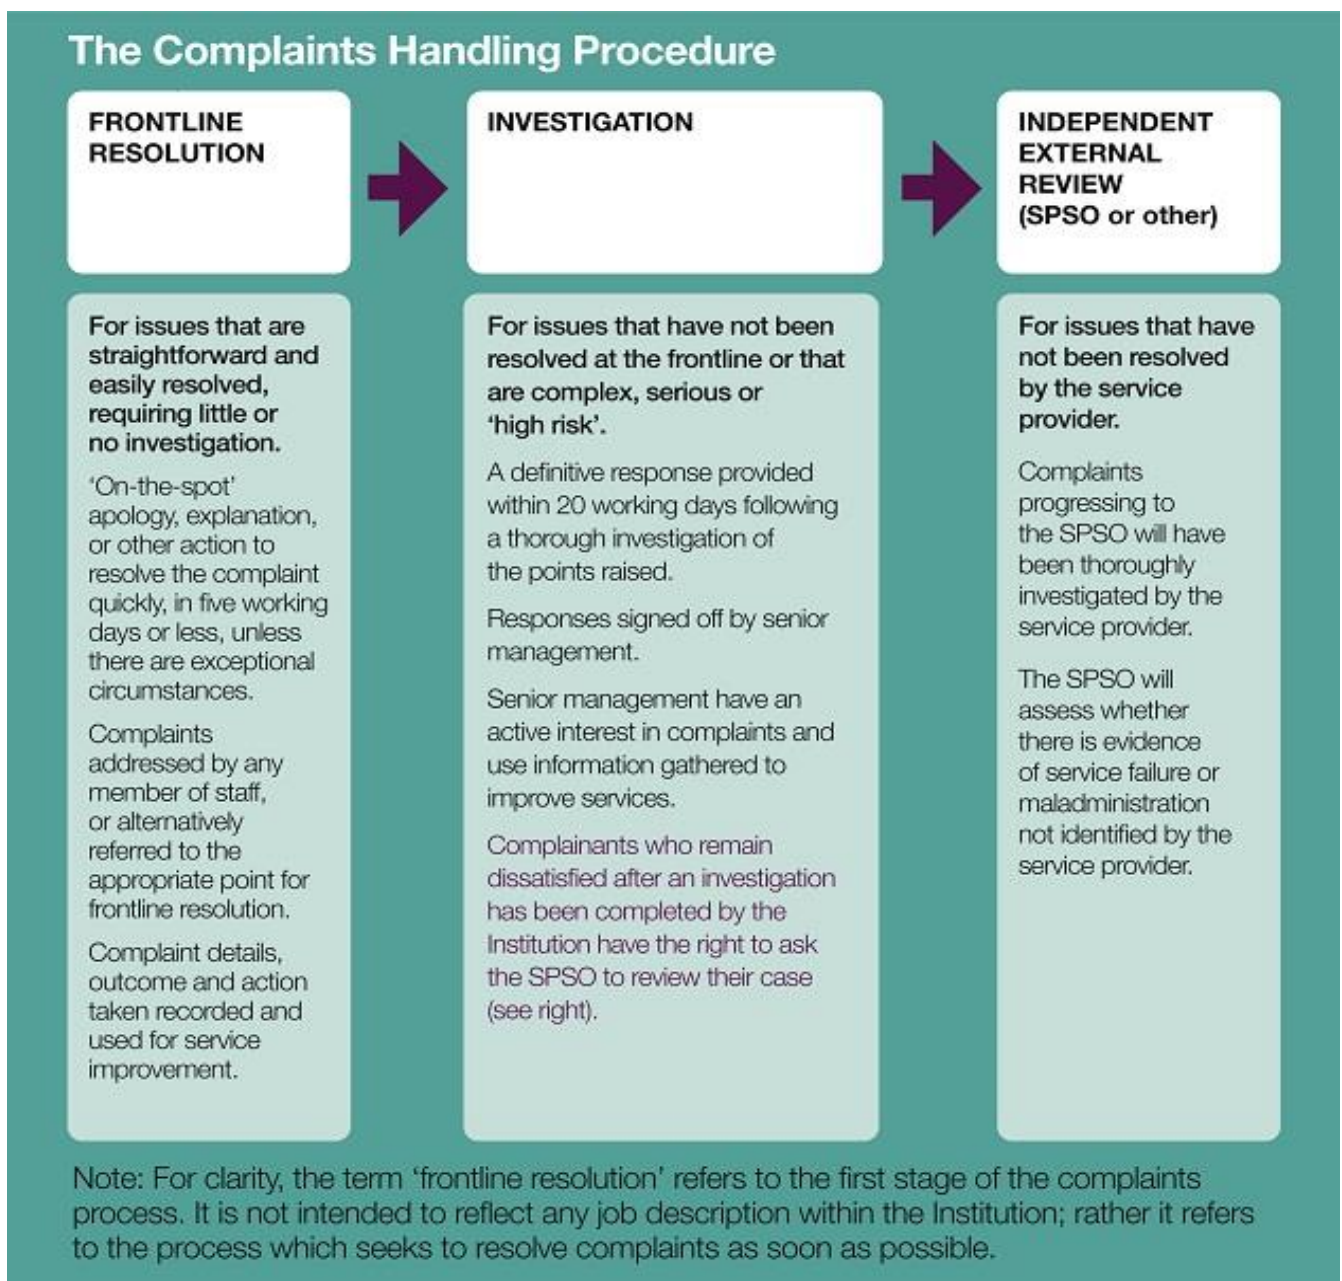 The Complaints Handling Procedure
FRONTLINE
RESOLUTION
INVESTIGATION
INDEPENDENT
EXTERNAL
REVIEW
(SPSO or other)
For issues that are
straightforward and
easily resolved,
requiring little or
no investigation.
‘On-the-spot’
apology, explanation,
or other action to
resolve the complaint
quickly, in five working
days or less, unless
there are exceptional
circumstances.
Complaints
addressed by any
member of staff,
or alternatively
referred to the
appropriate point for
frontline resolution.
Complaint details,
outcome and action
taken recorded and
used for service
improvement.
For issues that have not been
resolved at the frontline or that
are complex, serious or
‘high risk’.
A definitive response provided
within 20 working days following
a thorough investigation of
the points raised.
Responses signed off by senior
management.
Senior management have an
active interest in complaints and
use information gathered to
improve services.
Complainants who remain
dissatisfied after an investigation
has been completed by the
Institution have the right to ask
the SPSO to review their case
(see right).
For issues that have
not been resolved
by the service
provider.
Complaints
progressing to
the SPSO will have
been thoroughly
investigated by the
service provider.
The SPSO will
assess whether
there is evidence
of service failure or
maladministration
not identified by the
service provider.
Note: For clarity, the term ‘frontline resolution’ refers to the first stage of the complaints
process. It is not intended to reflect any job description within the Institution; rather it refers
to the process which seeks to resolve complaints as soon as possible.